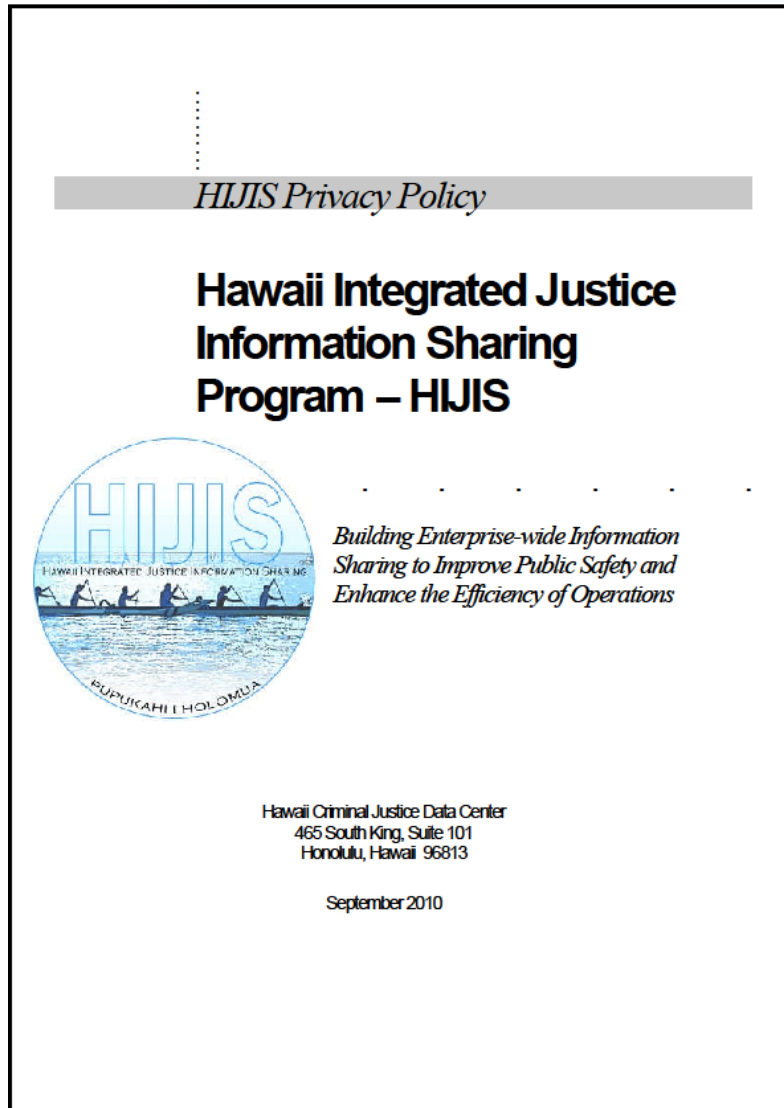 HIJIS Privacy Policy
Hawaii Integrated Justice
Information Sharing
Program – HIJIS
HIJIS
HAWAII INTEGRATED JUSTICE INFORMATION SHARING
PUPUKAHI I HOLOMUA
Building Enterprise-wide Information
Sharing to Improve Public Safety and
Enhance the Efficiency of Operations
Hawaii Criminal Justice Data Center
465 South King, Suite 101
Honolulu, Hawaii 96813
September 2010